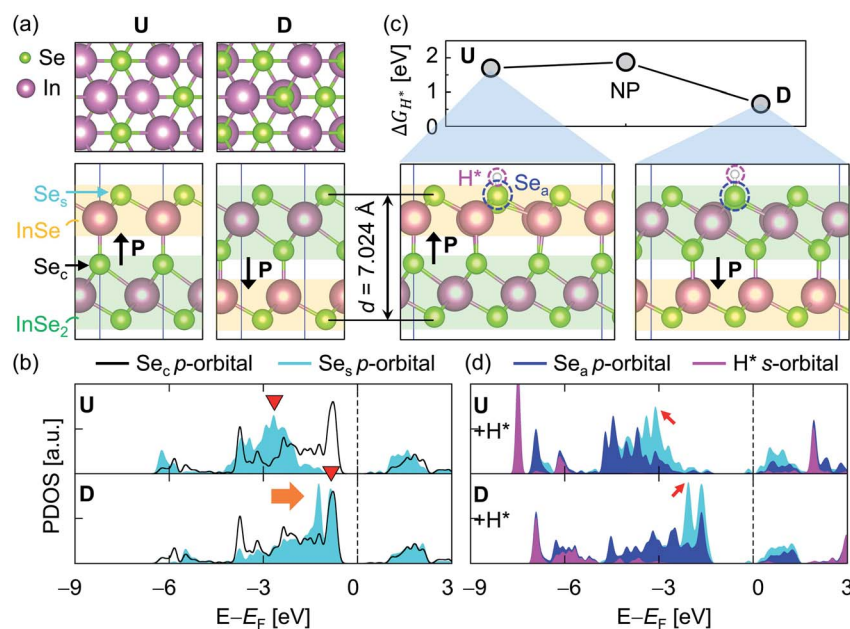 (a) U D
Se
In
Se_s
InSe
Se_c
InSe_2
P P
d = 7.024 Å
(c)
ΔG_H* [eV]
2
1
0
U NP D
H* Se_a
P P
(b) Se_c p-orbital Se_s p-orbital
PDOS [a.u.]
U
D
−9 −6 −3 0 3
E−E_F [eV]
(d) Se_a p-orbital H* s-orbital
U
+H*
D
+H*
−9 −6 −3 0 3
E−E_F [eV]